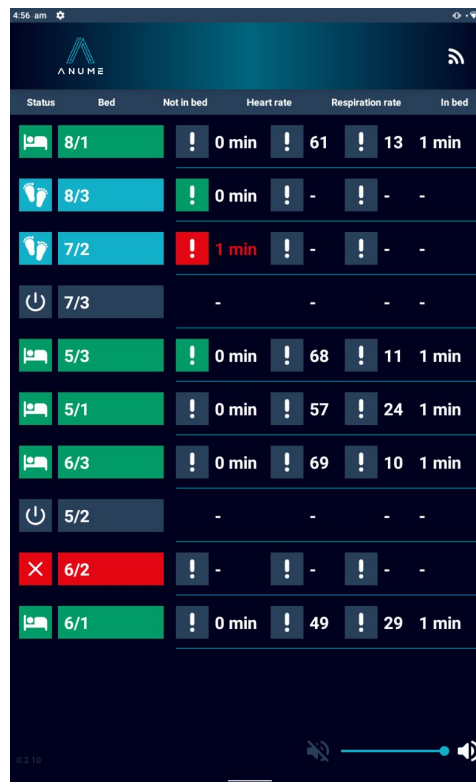 4:56 am
ANUME
Status Bed Not in bed Heart rate Respiration rate In bed
8/1 ! 0 min ! 61 ! 13 1 min
8/3 ! 0 min ! - ! - -
7/2 ! 1 min ! - ! - -
7/3 - - - -
5/3 ! 0 min ! 68 ! 11 1 min
5/1 ! 0 min ! 57 ! 24 1 min
6/3 ! 0 min ! 69 ! 10 1 min
5/2 - - - -
6/2 ! - ! - ! - -
6/1 ! 0 min ! 49 ! 29 1 min
0.2.10